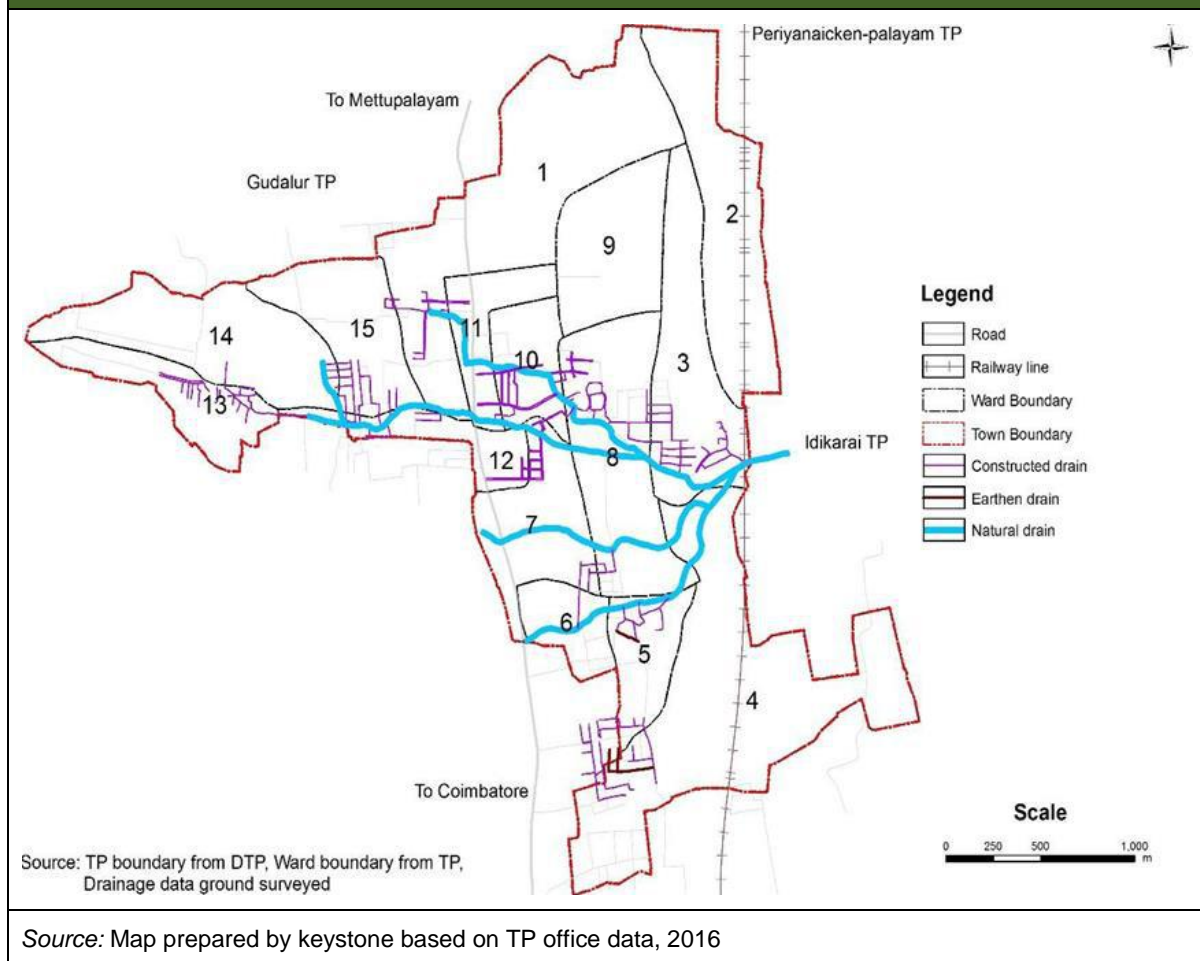 Periyanaicken-palayam TP
To Mettupalayam
Gudalur TP
1
2
9
14
15
11
10
3
13
12
8
Idikarai TP
7
6
5
4
To Coimbatore
Legend
Road
Railway line
Ward Boundary
Town Boundary
Constructed drain
Earthen drain
Natural drain
Scale
0 250 500 1,000
m
Source: TP boundary from DTP, Ward boundary from TP,
Drainage data ground surveyed
Source: Map prepared by keystone based on TP office data, 2016